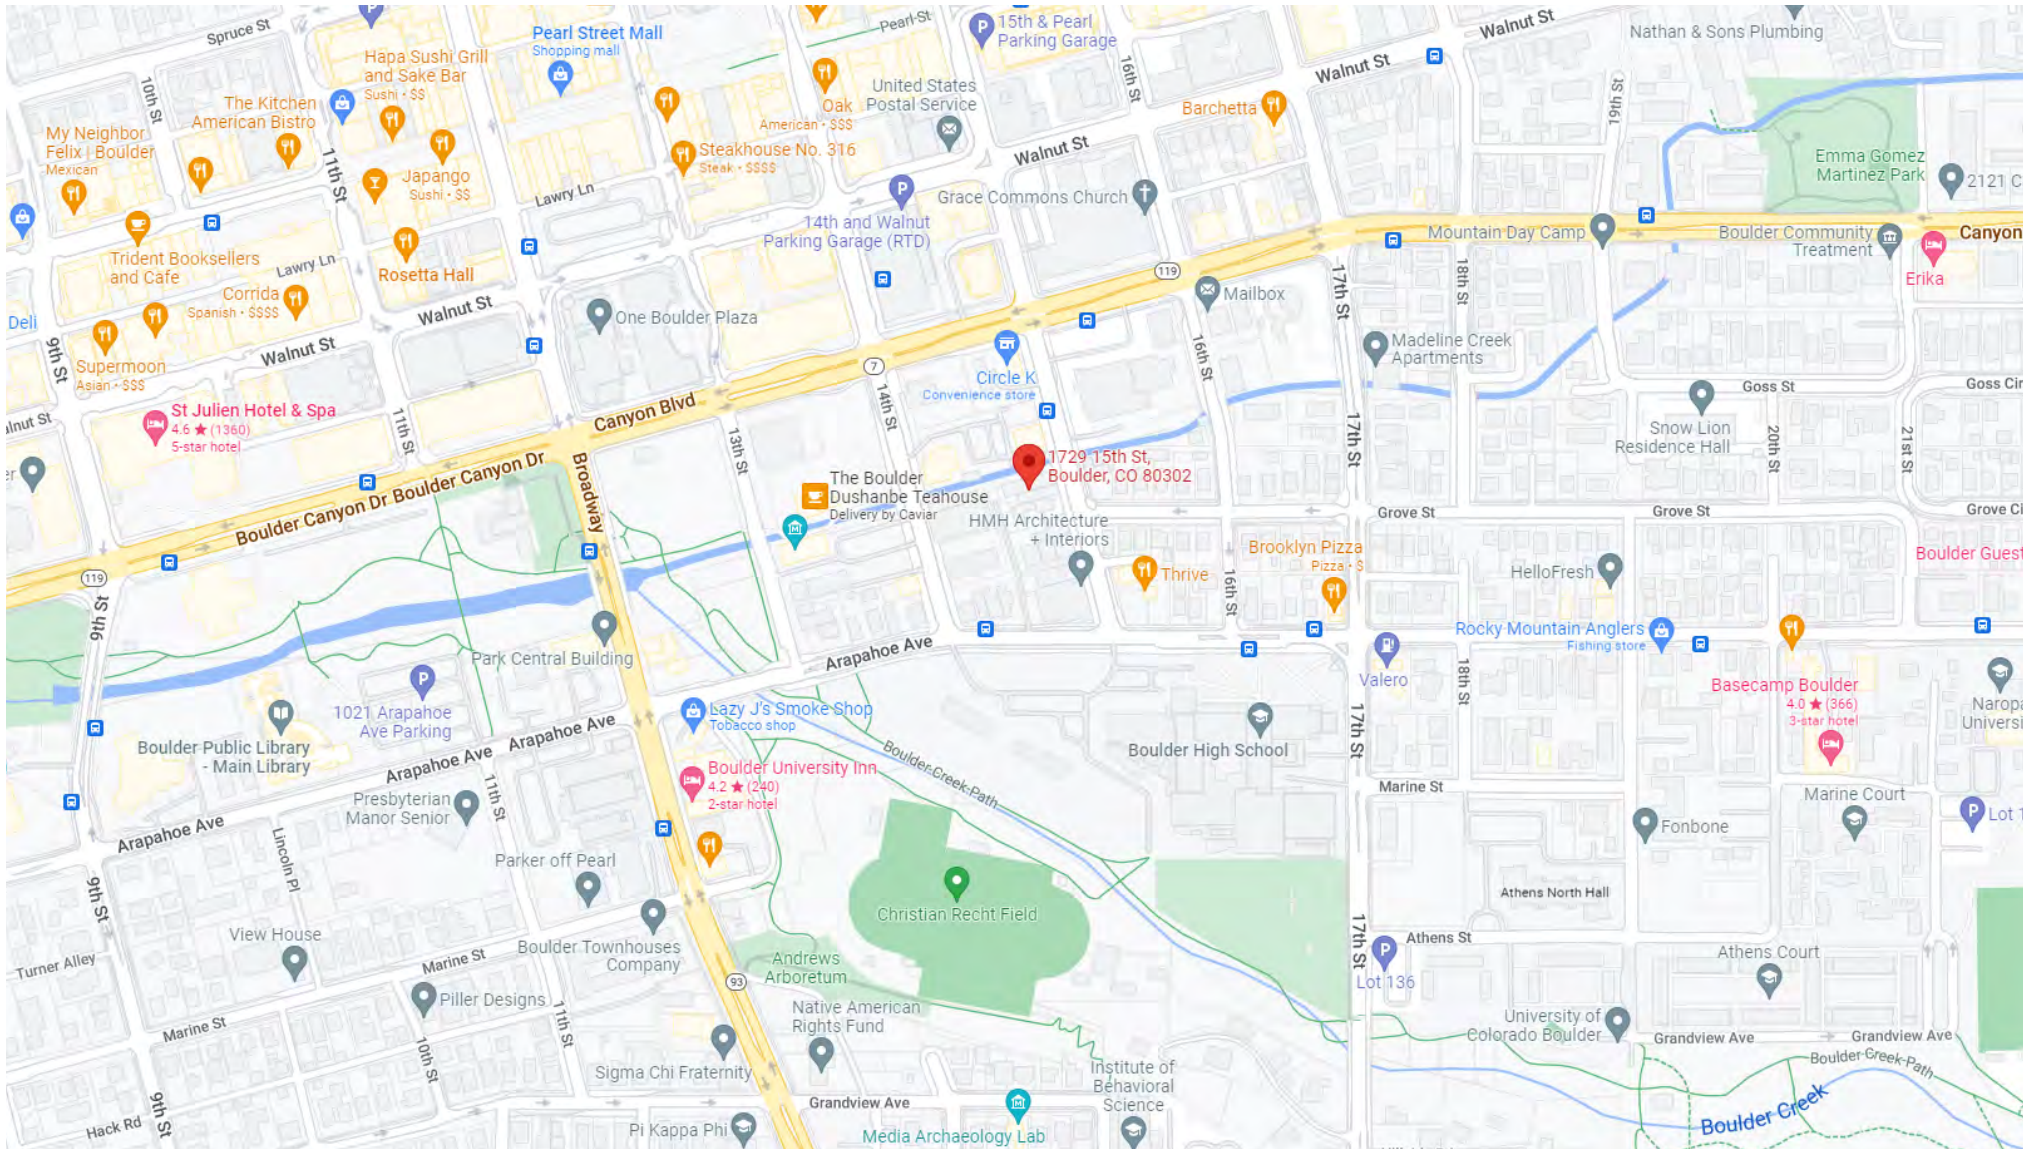 Spruce St
Pearl Street Mall
Shopping mall
Pearl St
15th & Pearl
Parking Garage
Walnut St
Nathan & Sons Plumbing
Hapa Sushi Grill
and Sake Bar
Sushi • $$
10th St
The Kitchen
American Bistro
Oak
American • $$$
United States
Postal Service
16th St
Walnut St
Barchetta
19th St
My Neighbor
Felix | Boulder
Mexican
11th St
Japango
Sushi • $$
Lawry Ln
Steakhouse No. 316
Steak • $$$$
Walnut St
Grace Commons Church
Emma Gomez
Martinez Park
2121 C
14th and Walnut
Parking Garage (RTD)
Mountain Day Camp
Boulder Community
Treatment
Canyon
Trident Booksellers
and Cafe
Lawry Ln
Rosetta Hall
119
Erika
Corrida
Spanish • $$$$
Walnut St
One Boulder Plaza
Mailbox
17th St
18th St
Deli
9th St
Walnut St
Supermoon
Asian • $$$
7
Circle K
Convenience store
16th St
Madeline Creek
Apartments
Goss St
Goss Cir
St Julien Hotel & Spa
4.6 ★ (1360)
5-star hotel
alnut St
11th St
Canyon Blvd
14th St
13th St
17th St
Snow Lion
Residence Hall
20th St
21st St
er
Boulder Canyon Dr Boulder Canyon Dr
Broadway
The Boulder
Dushanbe Teahouse
Delivery by Caviar
1729 15th St,
Boulder, CO 80302
HMH Architecture
+ Interiors
Grove St
Grove St
Grove Ci
119
9th St
Thrive
16th St
Brooklyn Pizza
Pizza • $
HelloFresh
Boulder Guest
Park Central Building
Arapahoe Ave
Rocky Mountain Anglers
Fishing store
P
1021 Arapahoe
Ave Parking
Valero
18th St
Basecamp Boulder
4.0 ★ (366)
3-star hotel
Naropa
Universi
Boulder Public Library
- Main Library
Arapahoe Ave
Arapahoe Ave
Lazy J's Smoke Shop
Tobacco shop
Boulder Creek Path
Boulder High School
17th St
Boulder University Inn
4.2 ★ (240)
2-star hotel
Marine St
Presbyterian
Manor Senior
11th St
Marine Court
Lot 1
Arapahoe Ave
Lincoln Pl
Fonbone
Parker off Pearl
9th St
Christian Recht Field
Athens North Hall
View House
Boulder Townhouses
Company
Andrews
Arboretum
17th St
Athens St
Athens Court
Turner Alley
Marine St
93
Lot 136
Piller Designs
Native American
Rights Fund
Marine St
11th St
10th St
University of
Colorado Boulder
Grandview Ave
Grandview Ave
Sigma Chi Fraternity
Institute of
Behavioral
Science
Boulder Creek Path
9th St
Hack Rd
Grandview Ave
Pi Kappa Phi
Media Archaeology Lab
Boulder Creek